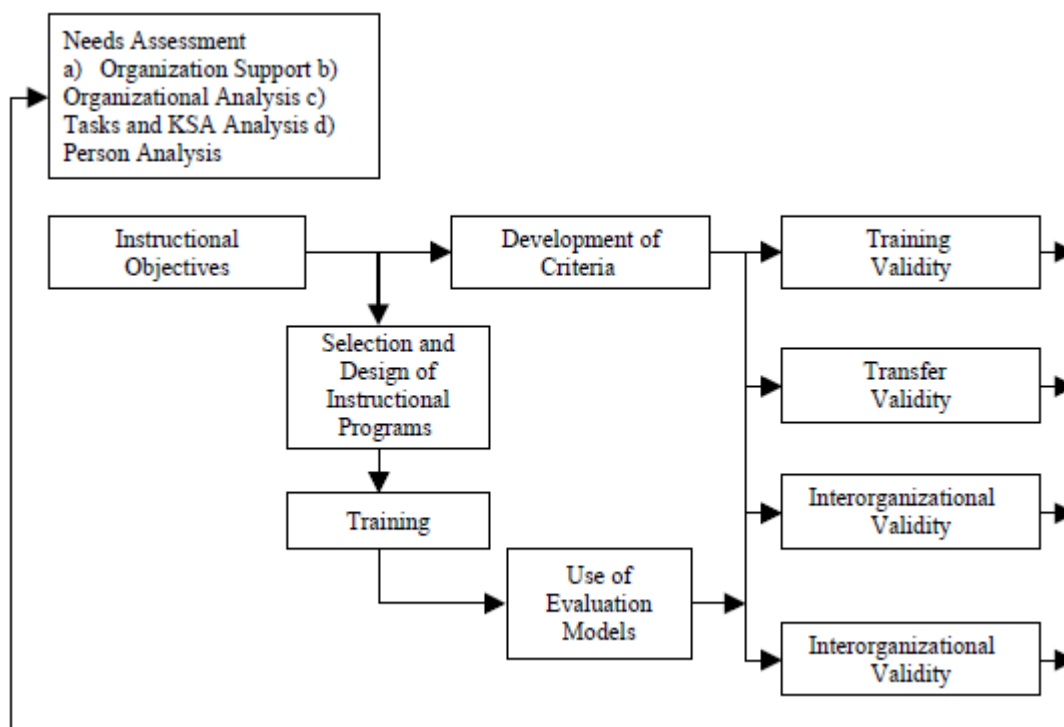 Needs Assessment
a) Organization Support b)
Organizational Analysis c)
Tasks and KSA Analysis d)
Person Analysis
Instructional
Objectives
Development of
Criteria
Training
Validity
Selection and
Design of
Instructional
Programs
Transfer
Validity
Training
Interorganizational
Validity
Use of
Evaluation
Models
Interorganizational
Validity